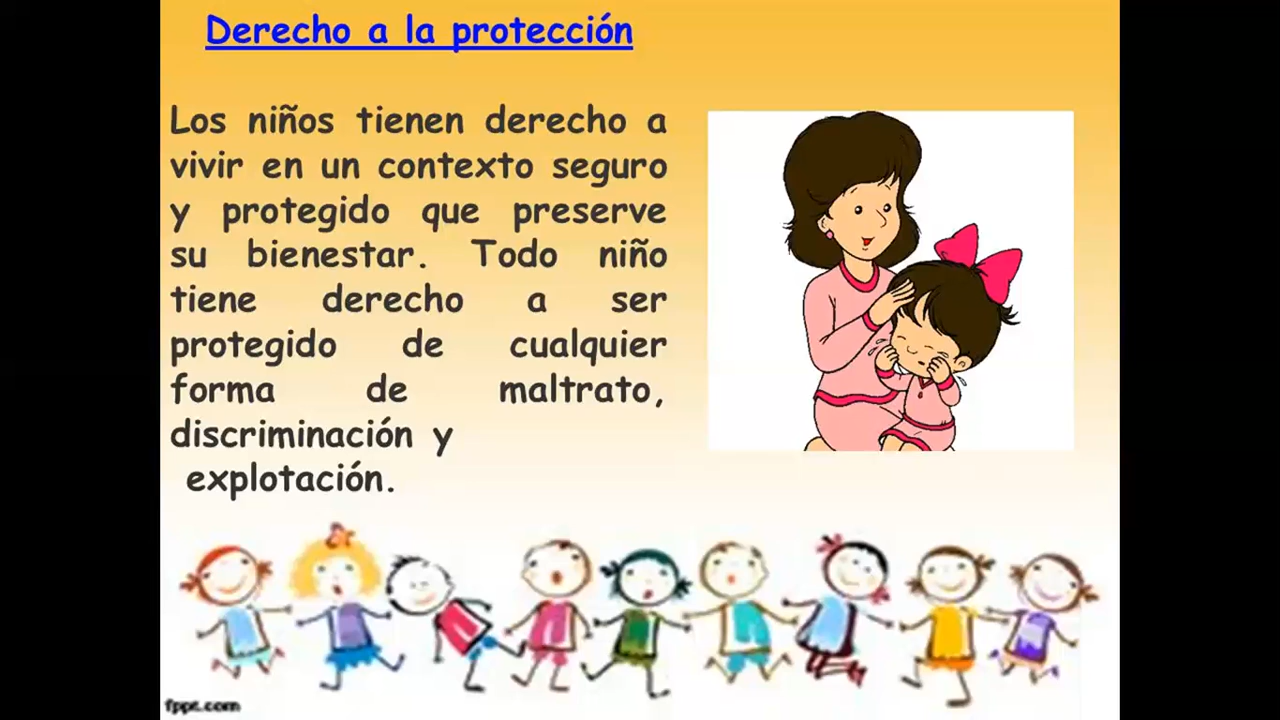 Derecho a la protección
Los niños tienen derecho a
vivir en un contexto seguro
y protegido que preserve
su bienestar. Todo niño
tiene derecho a ser
protegido de cualquier
forma de maltrato,
discriminación y
explotación.
fppt.com